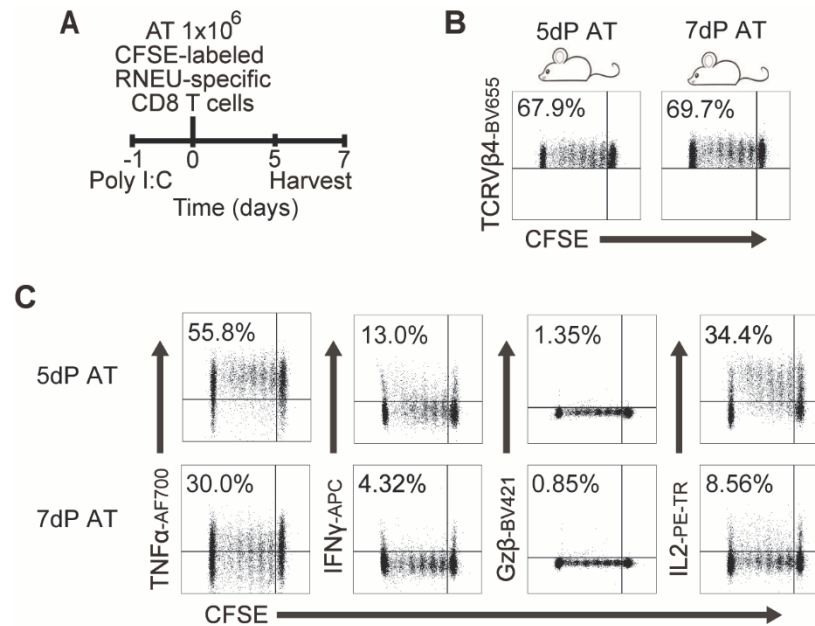 A
AT 1x10⁶
CFSE-labeled
RNEU-specific
CD8 T cells
-1 0 5 7
Poly I:C Harvest
Time (days)
B
5dP AT 7dP AT
67.9% 69.7%
TCRVβ4-BV655
CFSE
C
5dP AT
55.8% 13.0% 1.35% 34.4%
7dP AT
30.0% 4.32% 0.85% 8.56%
TNFα-AF700
IFNγ-APC
Gzβ-BV421
IL2-PE-TR
CFSE